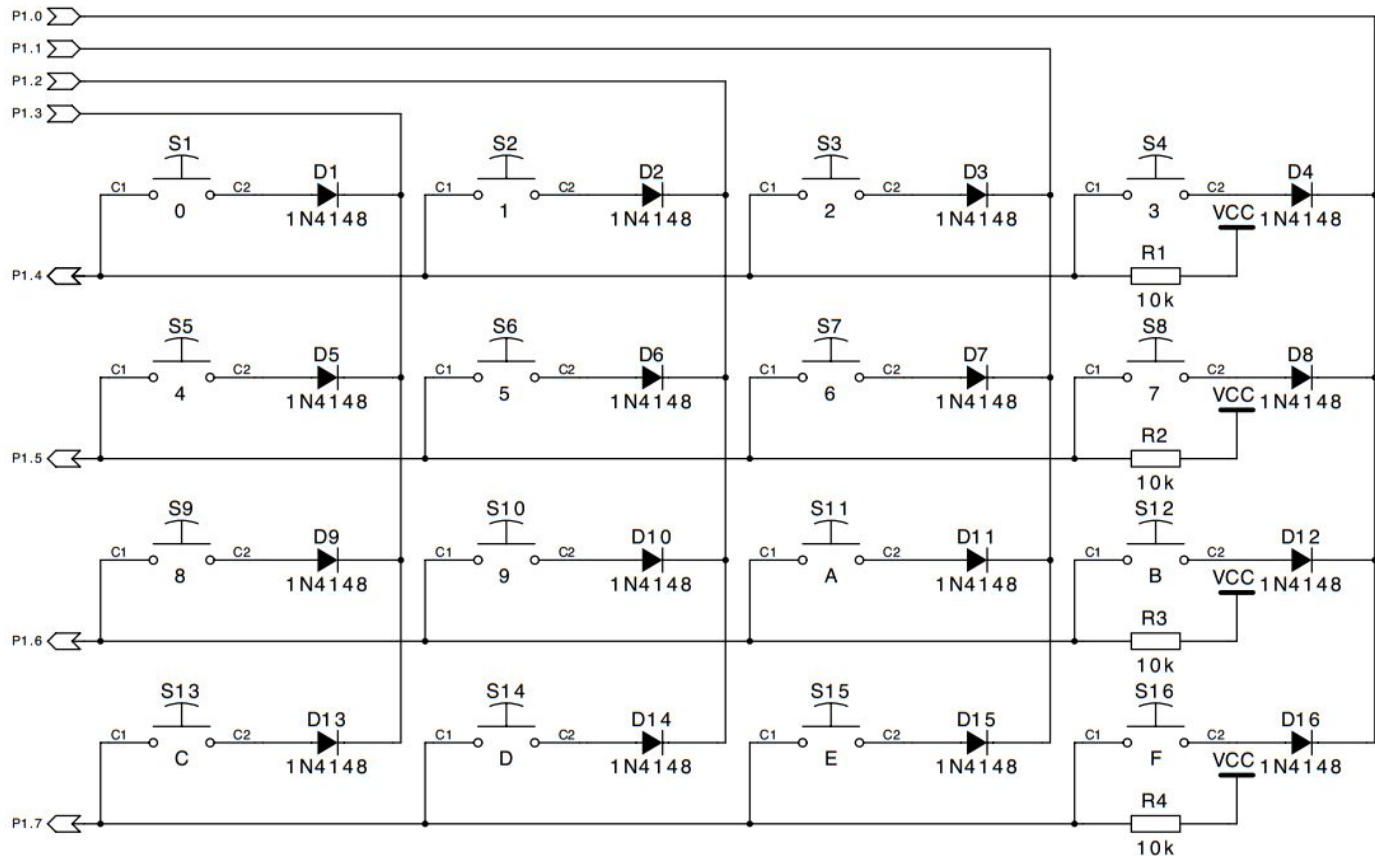 P1.0
P1.1
P1.2
P1.3
S1 S2 S3 S4
D1 D2 D3 D4
C1 C2 C1 C2 C1 C2 C1 C2
0 1N4148 1 1N4148 2 1N4148 3 VCC 1N4148
P1.4 R1
10k
S5 S6 S7 S8
D5 D6 D7 D8
C1 C2 C1 C2 C1 C2 C1 C2
4 1N4148 5 1N4148 6 1N4148 7 VCC 1N4148
P1.5 R2
10k
S9 S10 S11 S12
D9 D10 D11 D12
C1 C2 C1 C2 C1 C2 C1 C2
8 1N4148 9 1N4148 A 1N4148 B VCC 1N4148
P1.6 R3
10k
S13 S14 S15 S16
D13 D14 D15 D16
C1 C2 C1 C2 C1 C2 C1 C2
C 1N4148 D 1N4148 E 1N4148 F VCC 1N4148
P1.7 R4
10k